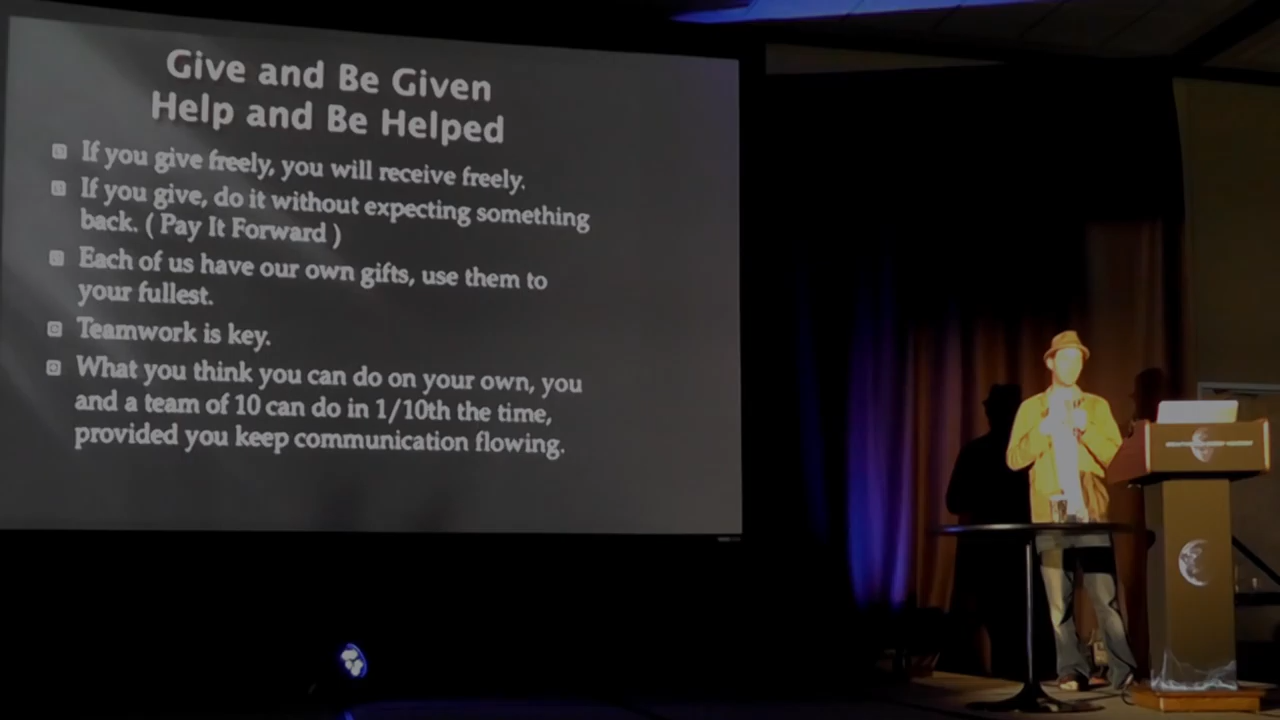 Give and Be Given
Help and Be Helped
If you give freely, you will receive freely.
If you give, do it without expecting something
back. ( Pay It Forward )
Each of us have our own gifts, use them to
your fullest.
Teamwork is key.
What you think you can do on your own, you
and a team of 10 can do in 1/10th the time,
provided you keep communication flowing.